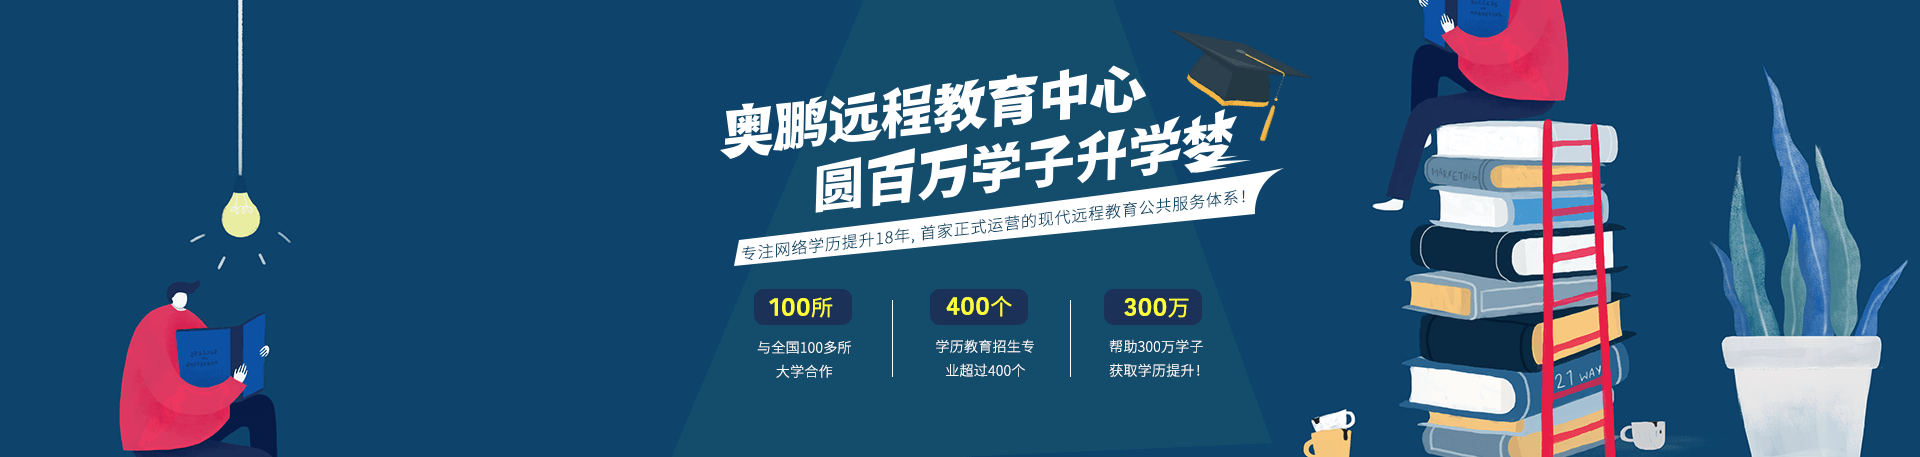 奥鹏远程教育中心
圆百万学子升学梦
专注网络学历提升18年, 首家正式运营的现代远程教育公共服务体系!
100所
与全国100多所
大学合作
400个
学历教育招生专
业超过400个
300万
帮助300万学子
获取学历提升!
MARKETING
21 WAY